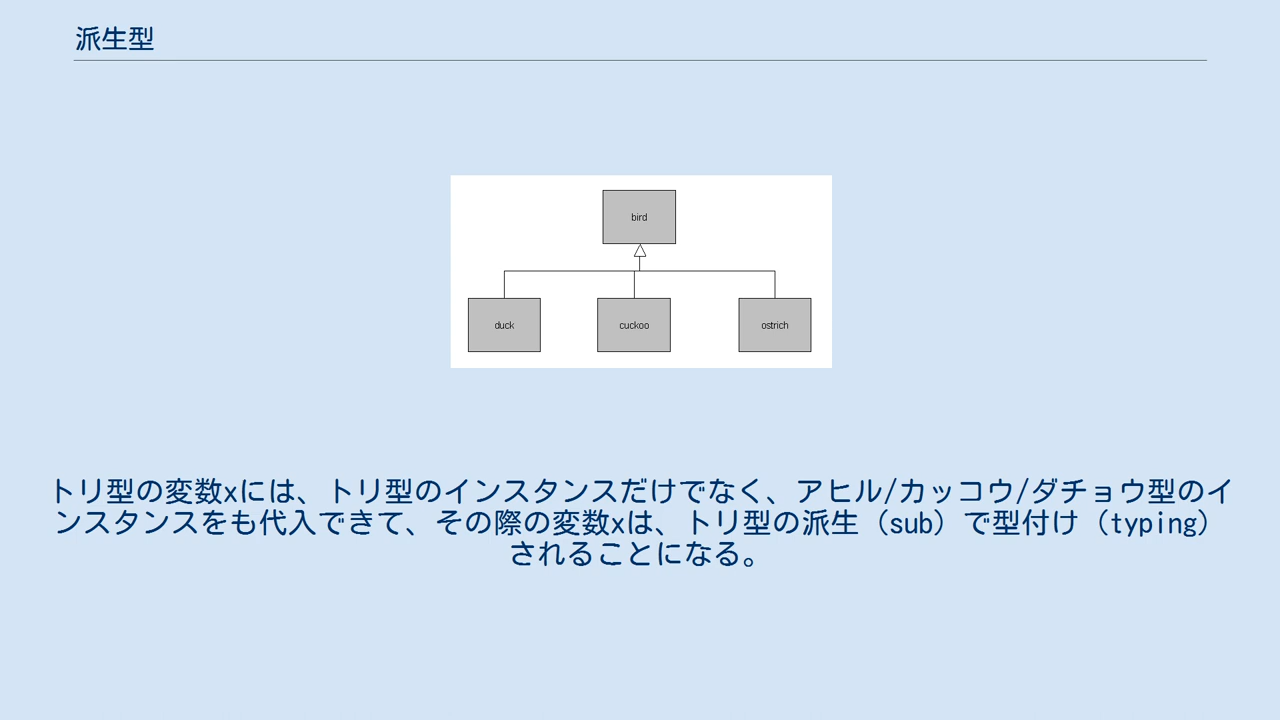 派生型
bird
duck
cuckoo
ostrich
トリ型の変数xには、トリ型のインスタンスだけでなく、アヒル/カッコウ/ダチョウ型のイ
ンスタンスをも代入できて、その際の変数xは、トリ型の派生（sub）で型付け（typing）
されることになる。